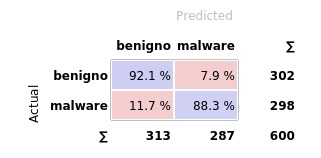 Predicted
benigno malware Σ
Actual
benigno 92.1 % 7.9 % 302
malware 11.7 % 88.3 % 298
Σ 313 287 600